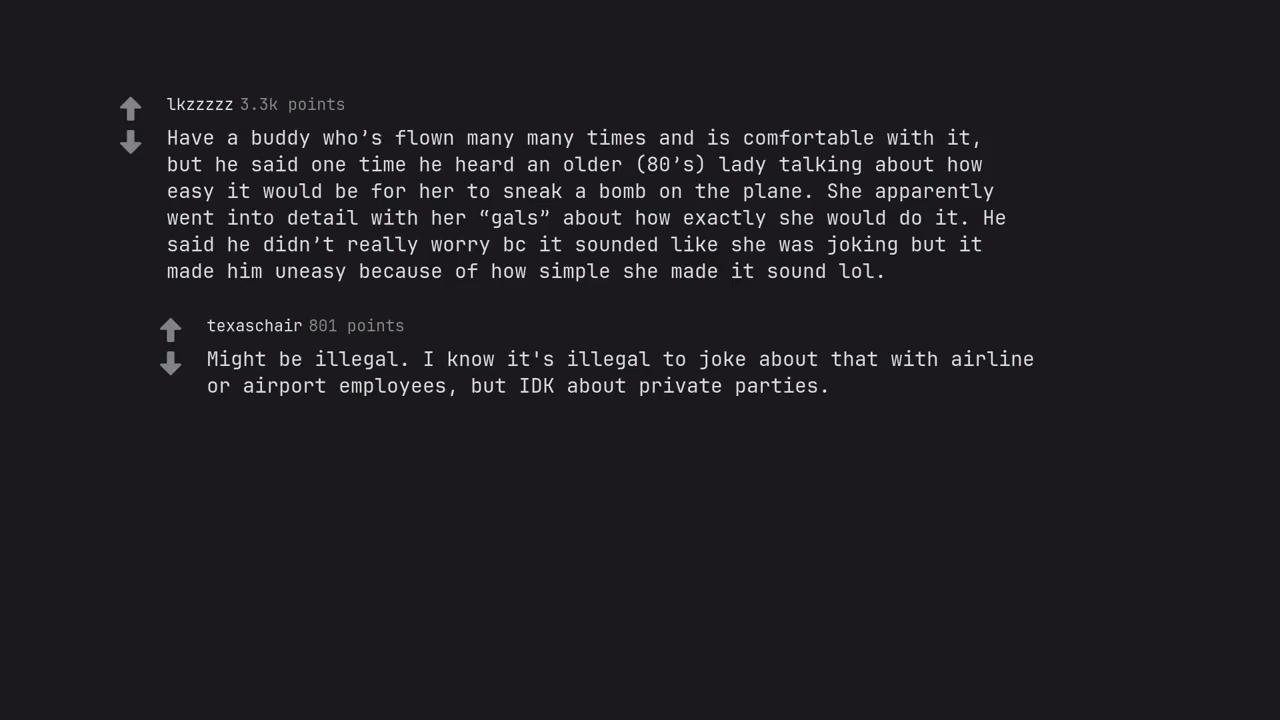 lkzzzzz 3.3k points
Have a buddy who’s flown many many times and is comfortable with it,
but he said one time he heard an older (80’s) lady talking about how
easy it would be for her to sneak a bomb on the plane. She apparently
went into detail with her “gals” about how exactly she would do it. He
said he didn’t really worry bc it sounded like she was joking but it
made him uneasy because of how simple she made it sound lol.
texaschair 801 points
Might be illegal. I know it's illegal to joke about that with airline
or airport employees, but IDK about private parties.